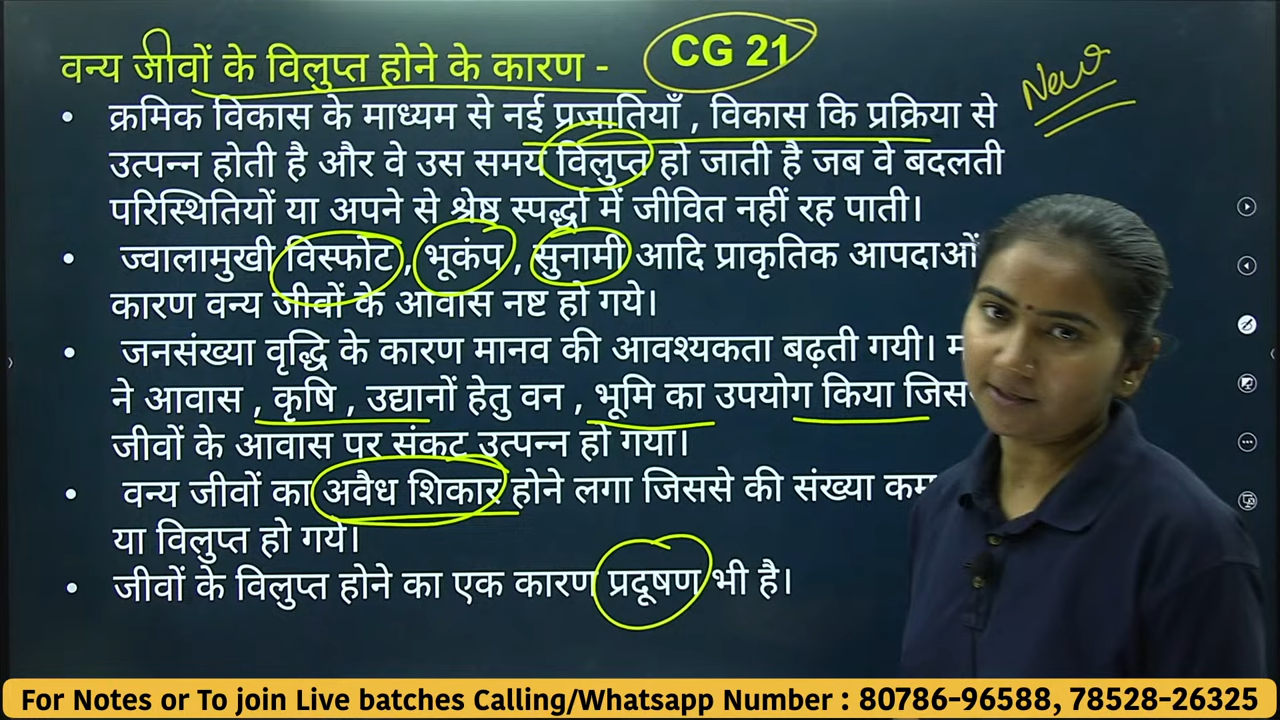 वन्य जीवों के विलुप्त होने के कारण -
CG 21
New
• क्रमिक विकास के माध्यम से नई प्रजातियाँ , विकास कि प्रक्रिया से
उत्पन्न होती है और वे उस समय विलुप्त हो जाती है जब वे बदलती
परिस्थितियों या अपने से श्रेष्ठ स्पर्द्धा में जीवित नहीं रह पाती।
• ज्वालामुखी विस्फोट , भूकंप , सुनामी आदि प्राकृतिक आपदाओं
कारण वन्य जीवों के आवास नष्ट हो गये।
• जनसंख्या वृद्धि के कारण मानव की आवश्यकता बढ़ती गयी।
ने आवास , कृषि , उद्यानों हेतु वन , भूमि का उपयोग किया
जीवों के आवास पर संकट उत्पन्न हो गया।
• वन्य जीवों का अवैध शिकार होने लगा जिससे की संख्या कम
या विलुप्त हो गये।
• जीवों के विलुप्त होने का एक कारण प्रदूषण भी है।
For Notes or To join Live batches Calling/Whatsapp Number : 80786-96588, 78528-26325